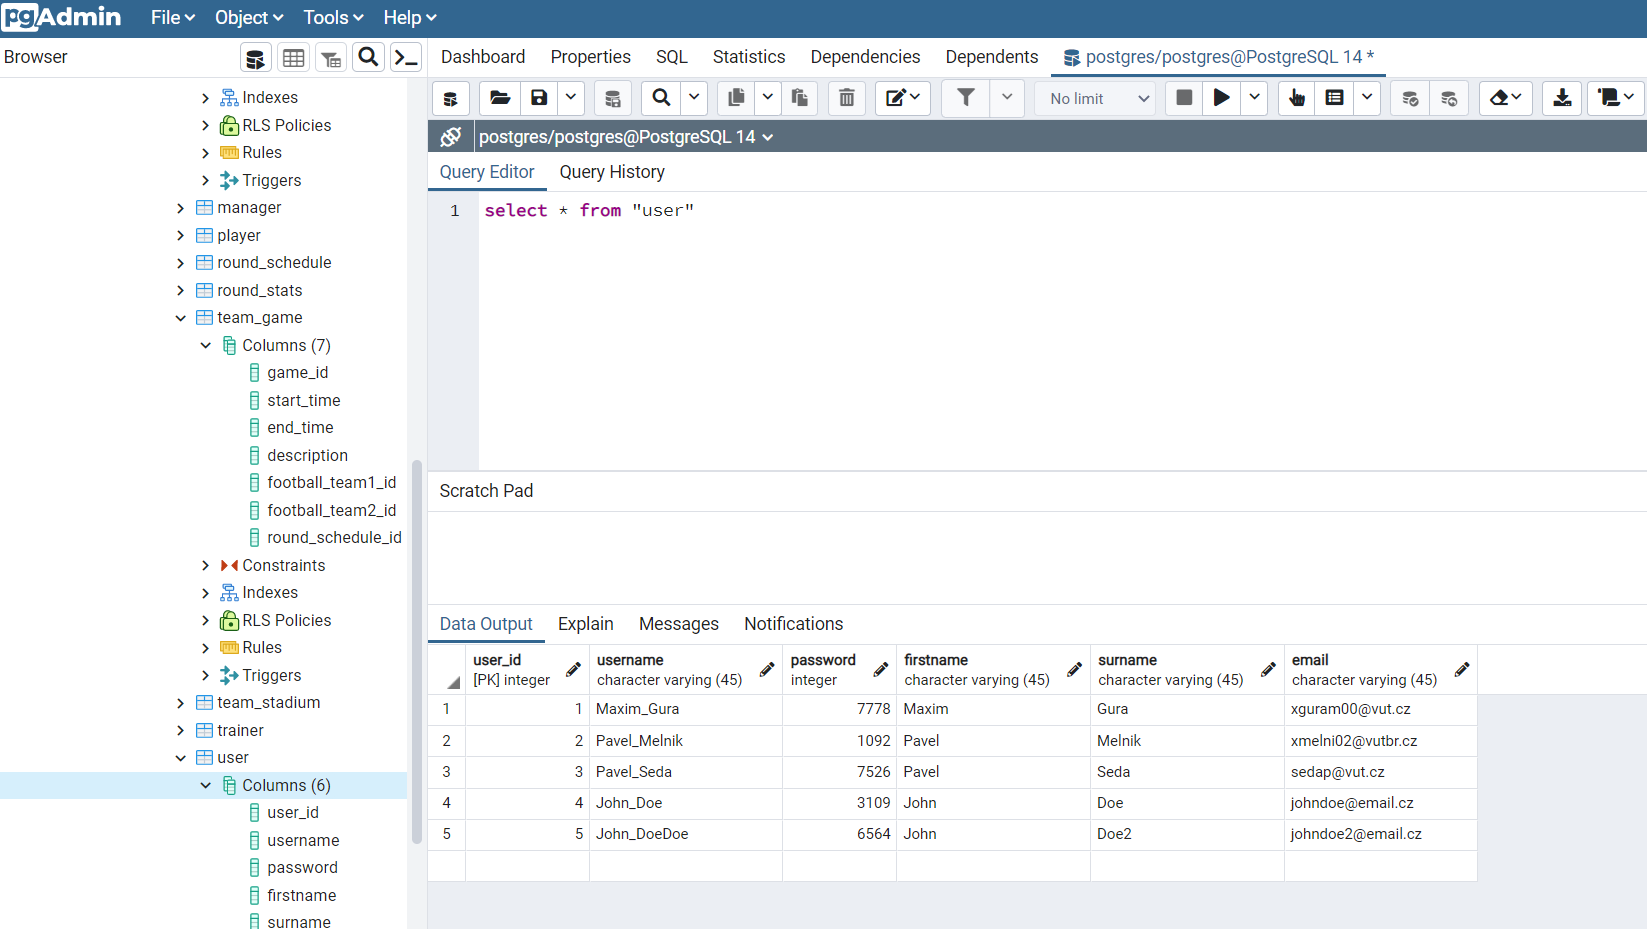 pgAdmin File Object Tools Help
Browser
Dashboard Properties SQL Statistics Dependencies Dependents postgres/postgres@PostgreSQL 14 *
Indexes
RLS Policies
Rules
Triggers
manager
player
round_schedule
round_stats
team_game
Columns (7)
game_id
start_time
end_time
description
football_team1_id
football_team2_id
round_schedule_id
Constraints
Indexes
RLS Policies
Rules
Triggers
team_stadium
trainer
user
Columns (6)
user_id
username
password
firstname
surname
No limit
postgres/postgres@PostgreSQL 14
Query Editor Query History
1 select * from "user"
Scratch Pad
Data Output Explain Messages Notifications
user_id username password firstname surname email
[PK] integer character varying (45) integer character varying (45) character varying (45) character varying (45)
1 1 Maxim_Gura 7778 Maxim Gura xguram00@vut.cz
2 2 Pavel_Melnik 1092 Pavel Melnik xmelni02@vutbr.cz
3 3 Pavel_Seda 7526 Pavel Seda sedap@vut.cz
4 4 John_Doe 3109 John Doe johndoe@email.cz
5 5 John_DoeDoe 6564 John Doe2 johndoe2@email.cz